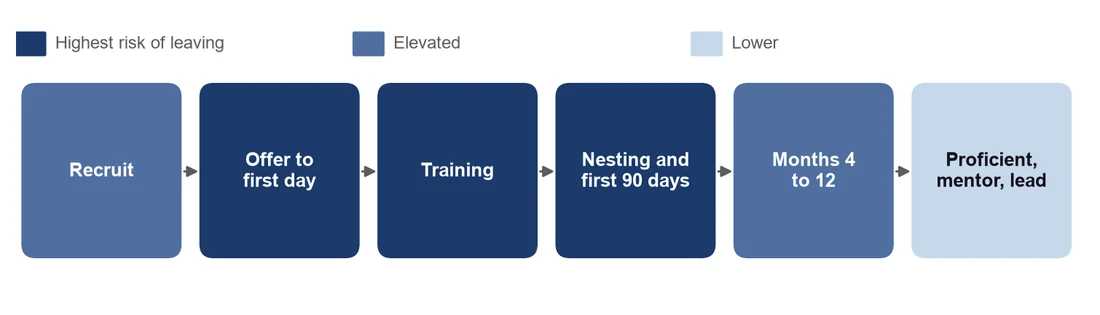 Highest risk of leaving
Elevated
Lower
Recruit
Offer to
first day
Training
Nesting and
first 90 days
Months 4
to 12
Proficient,
mentor, lead